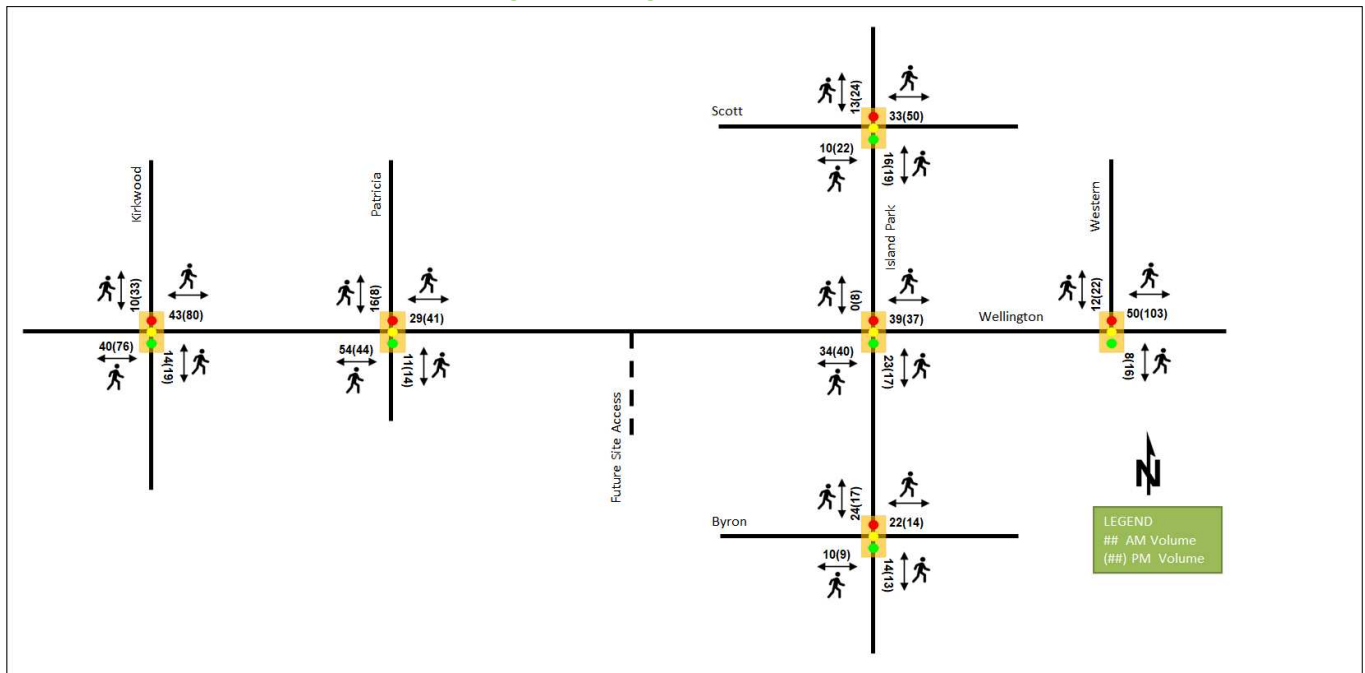 Scott
13(24)
33(50)
10(22)
16(19)
Kirkwood
Patricia
Island Park
Western
10(33)
43(80)
40(76)
14(19)
16(8)
29(41)
54(44)
11(14)
0(8)
39(37)
34(40)
23(17)
Wellington
12(22)
50(103)
8(16)
Future Site Access
Byron
24(17)
22(14)
10(9)
14(13)
N
LEGEND
## AM Volume
(##) PM Volume